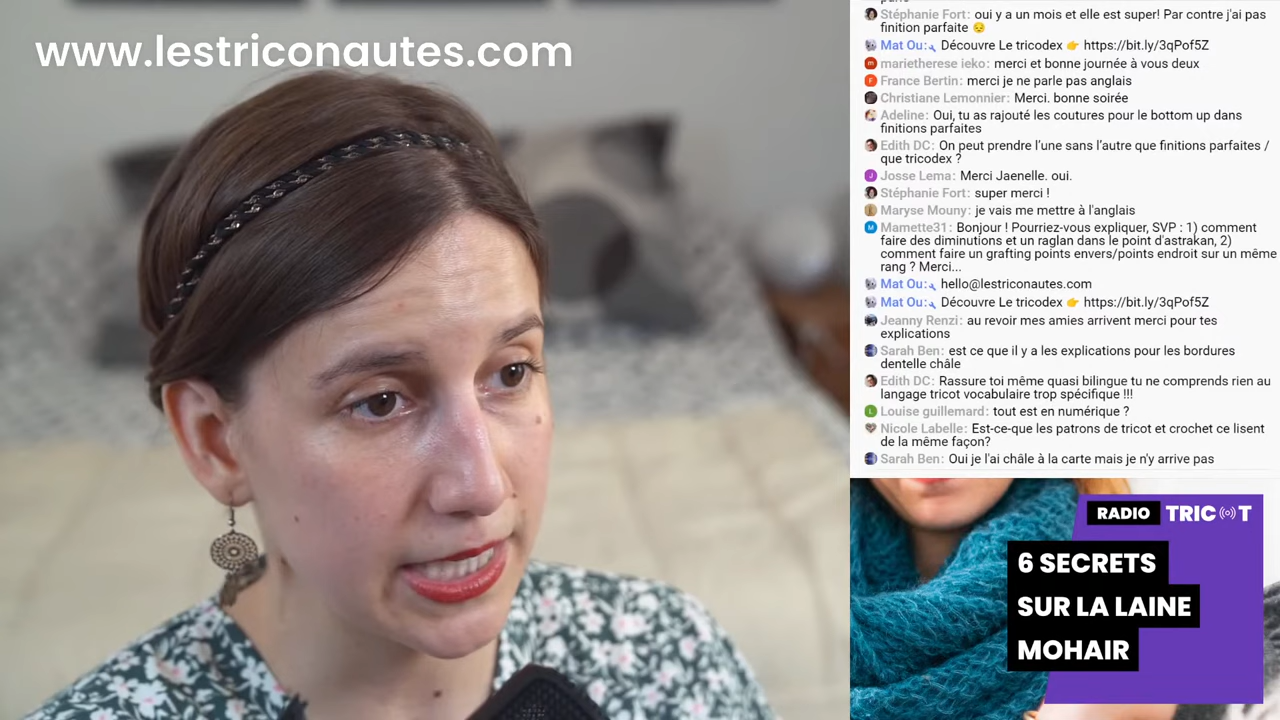 www.lestriconautes.com
Stéphanie Fort: oui y a un mois et elle est super! Par contre j'ai pas
finition parfaite 😣
Mat Ou: Découvre Le tricodex 👉 https://bit.ly/3qPof5Z
marietherese ieko: merci et bonne journée à vous deux
France Bertin: merci je ne parle pas anglais
Christiane Lemonnier: Merci. bonne soirée
Adeline: Oui, tu as rajouté les coutures pour le bottom up dans
finitions parfaites
Edith DC: On peut prendre l'une sans l'autre que finitions parfaites /
que tricodex ?
Josse Lema: Merci Jaenelle. oui.
Stéphanie Fort: super merci !
Maryse Mouny: je vais me mettre à l'anglais
Mamette31: Bonjour ! Pourriez-vous expliquer, SVP : 1) comment
faire des diminutions et un raglan dans le point d'astrakan, 2)
comment faire un grafting points envers/points endroit sur un même
rang ? Merci...
Mat Ou: hello@lestriconautes.com
Mat Ou: Découvre Le tricodex 👉 https://bit.ly/3qPof5Z
Jeanny Renzi: au revoir mes amies arrivent merci pour tes
explications
Sarah Ben: est ce que il y a les explications pour les bordures
dentelle châle
Edith DC: Rassure toi même quasi bilingue tu ne comprends rien au
langage tricot vocabulaire trop spécifique !!!
Louise guillemard: tout est en numérique ?
Nicole Labelle: Est-ce-que les patrons de tricot et crochet ce lisent
de la même façon?
Sarah Ben: Oui je l'ai châle à la carte mais je n'y arrive pas
RADIO TRICOT
6 SECRETS
SUR LA LAINE
MOHAIR